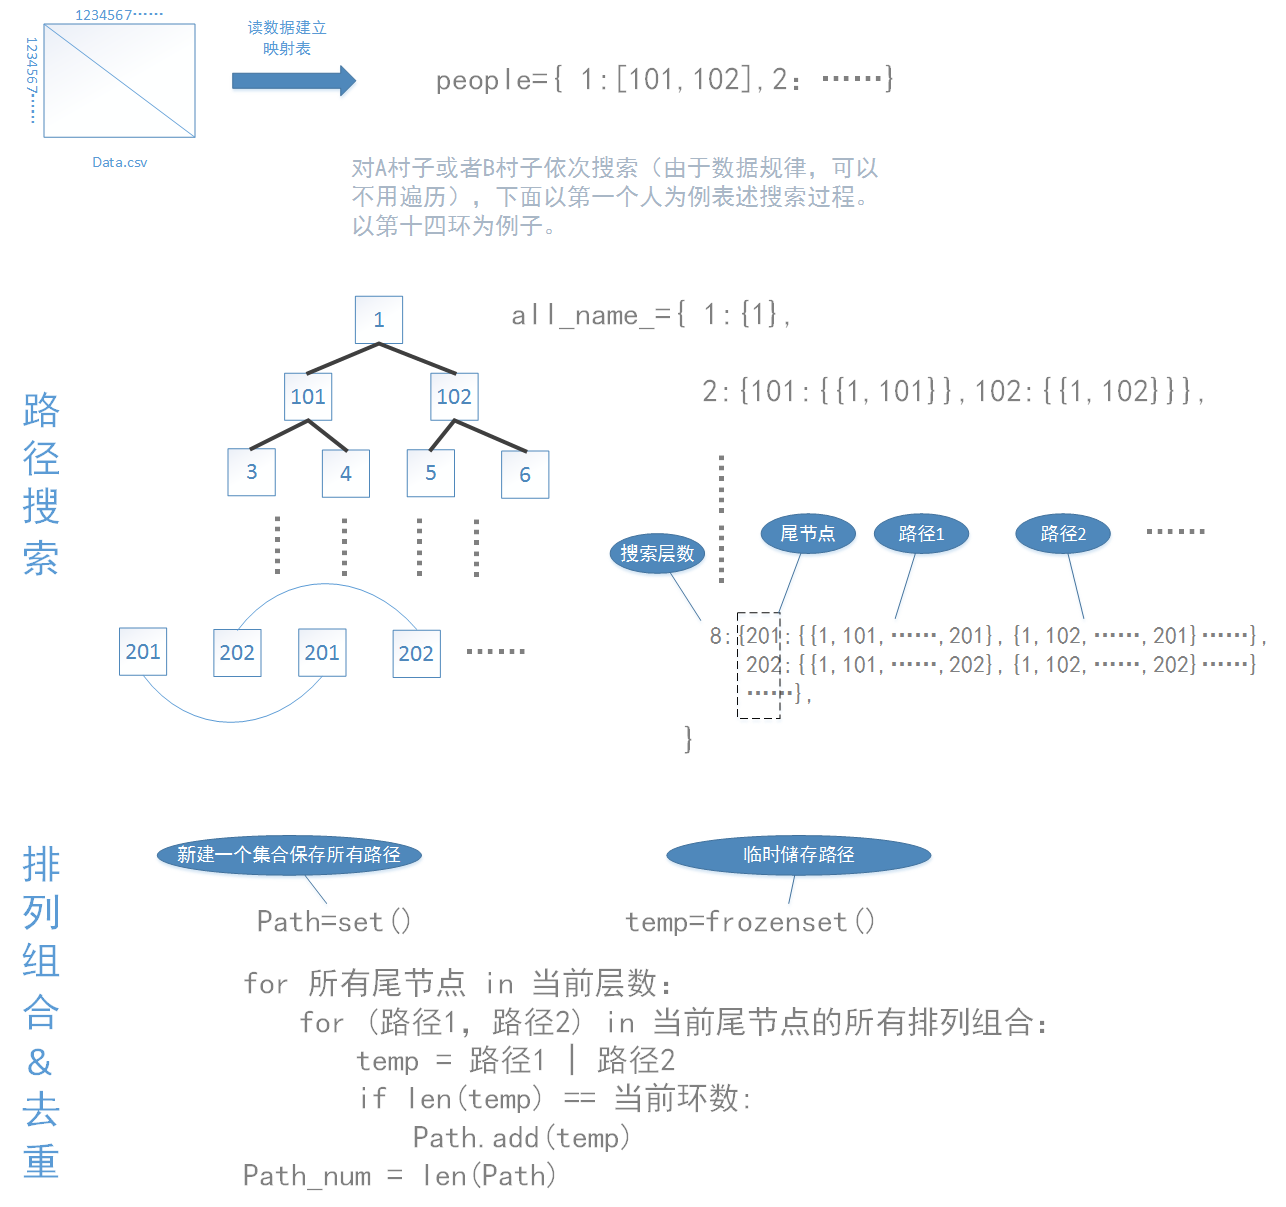 1234567……
1234567……
Data.csv
读数据建立
映射表
people={ 1:[101,102],2：……}
对A村子或者B村子依次搜索（由于数据规律，可以
不用遍历），下面以第一个人为例表述搜索过程。
以第十四环为例子。
路径搜索
1
101
102
3
4
5
6
201
202
201
202
……
all_name_={ 1:{1},
2:{101:{{1,101}},102:{{1,102}}},
搜索层数
尾节点
路径1
路径2
……
8:{201:{{1,101,……,201},{1,102,……,201}……},
202:{{1,101,……,202},{1,102,……,202}……}
……},
}
排列组合&去重
新建一个集合保存所有路径
临时储存路径
Path=set()
temp=frozenset()
for 所有尾节点 in 当前层数：
for (路径1，路径2) in 当前尾节点的所有排列组合：
temp = 路径1 | 路径2
if len(temp) == 当前环数：
Path.add(temp)
Path_num = len(Path)